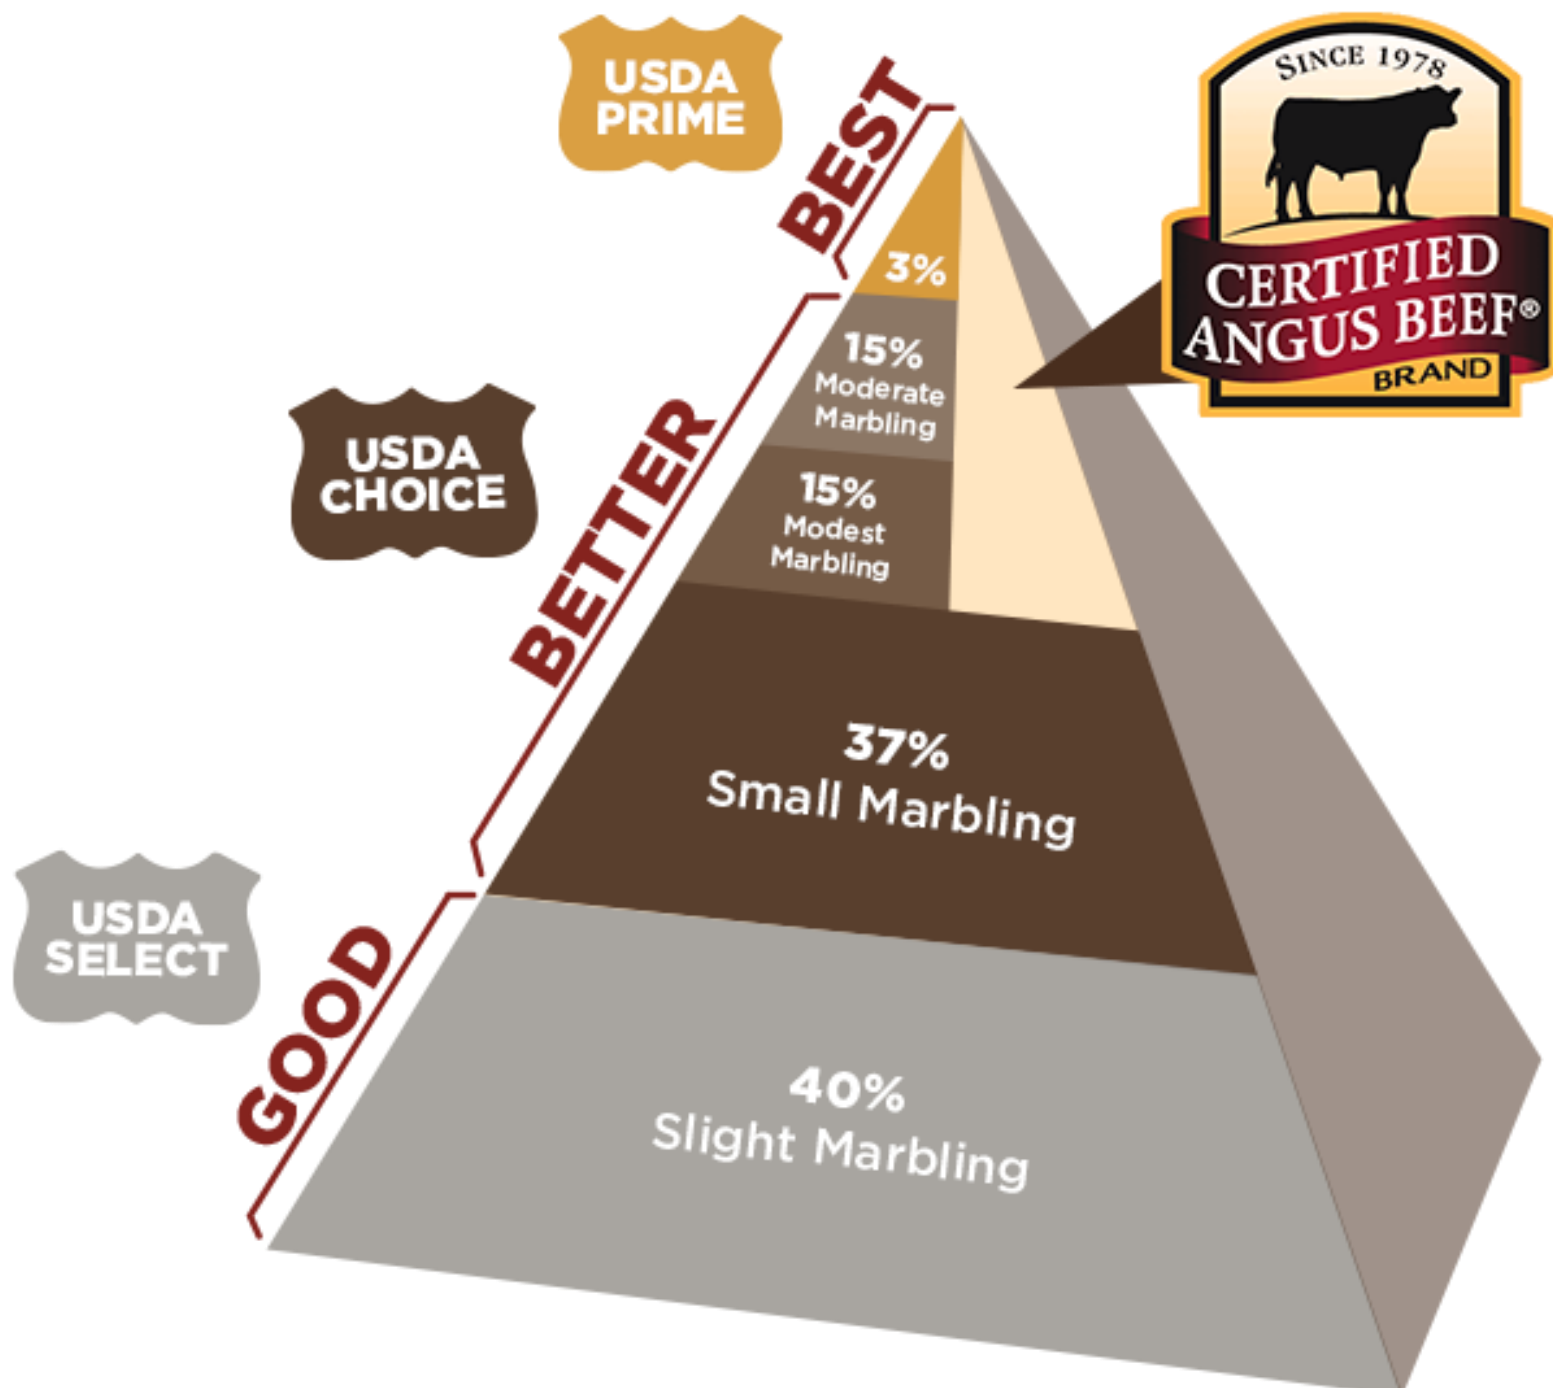 USDA
PRIME
BEST
SINCE 1978
CERTIFIED
ANGUS BEEF®
BRAND
3%
15%
Moderate
Marbling
USDA
CHOICE
BETTER
15%
Modest
Marbling
37%
Small Marbling
USDA
SELECT
GOOD
40%
Slight Marbling